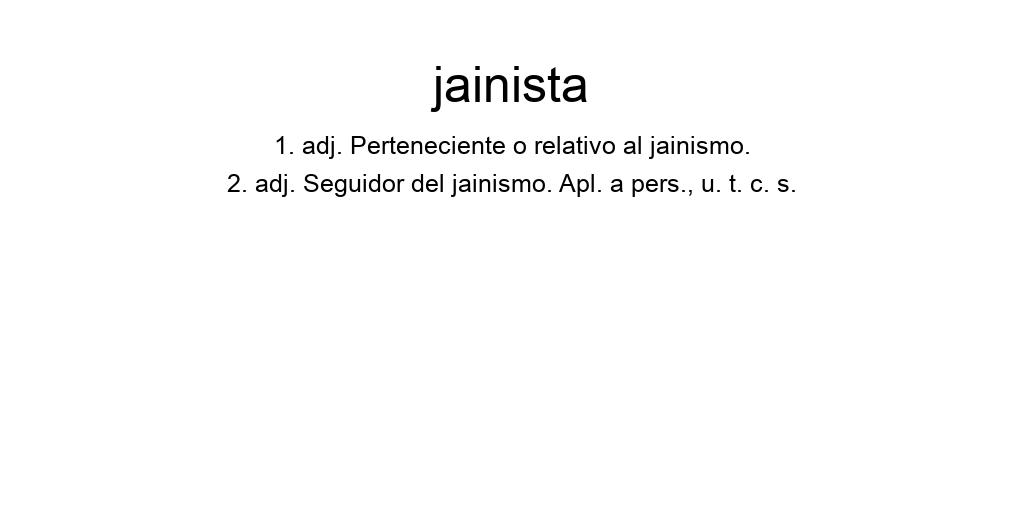 jainista
1. adj. Perteneciente o relativo al jainismo.
2. adj. Seguidor del jainismo. Apl. a pers., u. t. c. s.